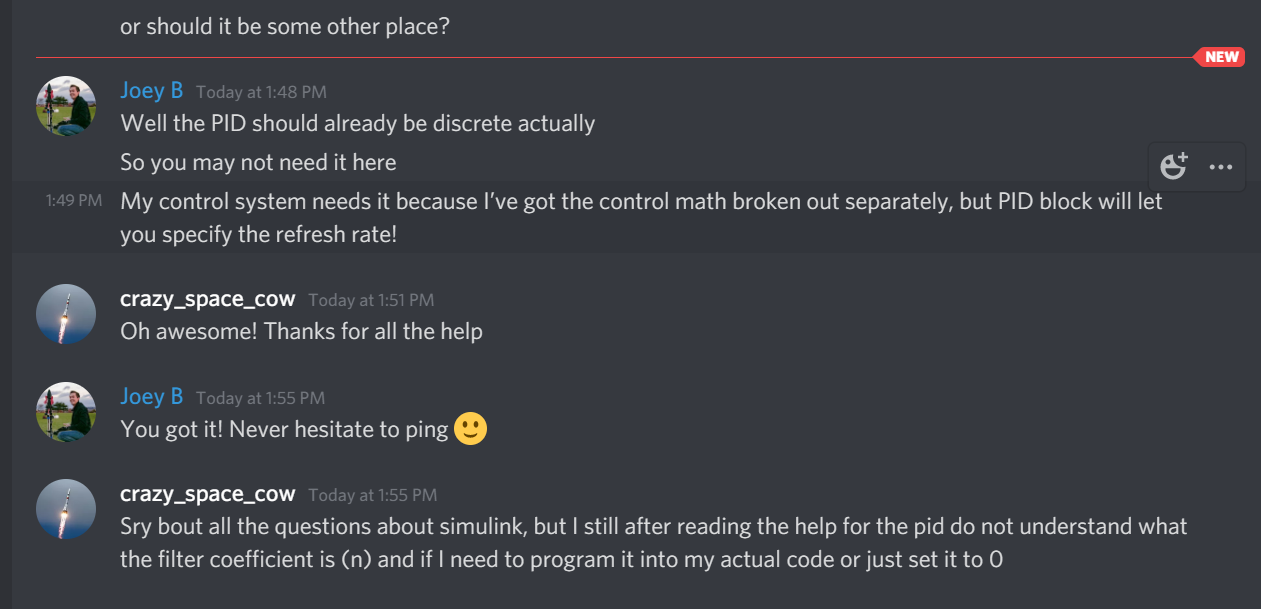 or should it be some other place?
NEW
Joey B Today at 1:48 PM
Well the PID should already be discrete actually
So you may not need it here
1:49 PM My control system needs it because I've got the control math broken out separately, but PID block will let
you specify the refresh rate!
crazy_space_cow Today at 1:51 PM
Oh awesome! Thanks for all the help
Joey B Today at 1:55 PM
You got it! Never hesitate to ping 🙂
crazy_space_cow Today at 1:55 PM
Sry bout all the questions about simulink, but I still after reading the help for the pid do not understand what
the filter coefficient is (n) and if I need to program it into my actual code or just set it to 0